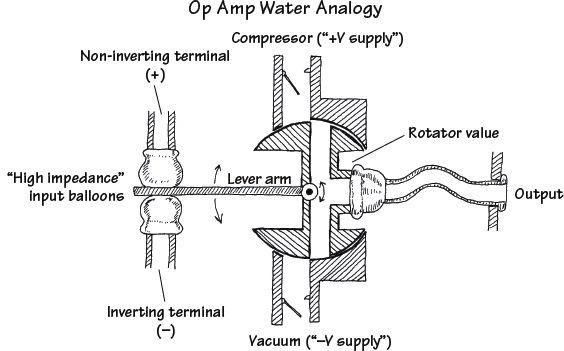 Op Amp Water Analogy
Compressor (“+V supply”)
Non-inverting terminal
(+)
Rotator value
“High impedance”
input balloons
Lever arm
Output
Inverting terminal
(–)
Vacuum (“–V supply”)